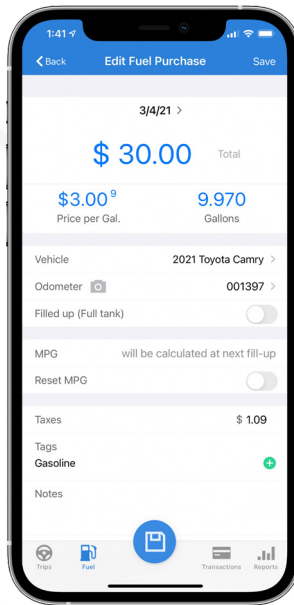 1:41
Back Edit Fuel Purchase Save
3/4/21 >
$ 30.00 Total
$3.00⁹ 9.970
Price per Gal. Gallons
Vehicle 2021 Toyota Camry >
Odometer 001397 >
Filled up (Full tank)
MPG will be calculated at next fill-up
Reset MPG
Taxes $ 1.09
Tags
Gasoline
Notes
Trips Fuel Transactions Reports